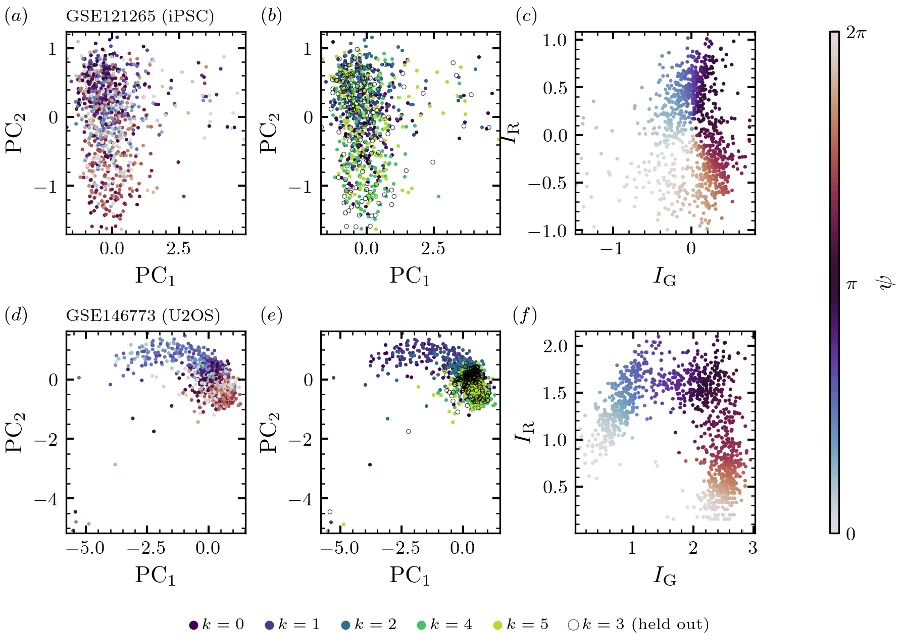 (a) GSE121265 (iPSC) (b) (c)
PC₂ 1 0 −1
0.0 2.5
PC₁
PC₂ 1 0 −1
0.0 2.5
PC₁
I_R 1.0 0.5 0.0 −0.5 −1.0
−1 0
I_G
2π
π
0
ψ
(d) GSE146773 (U2OS) (e) (f)
PC₂ 0 −2 −4
−5.0 −2.5 0.0
PC₁
PC₂ 0 −2 −4
−5.0 −2.5 0.0
PC₁
I_R 2.0 1.5 1.0 0.5
1 2 3
I_G
k = 0 k = 1 k = 2 k = 4 k = 5 k = 3 (held out)